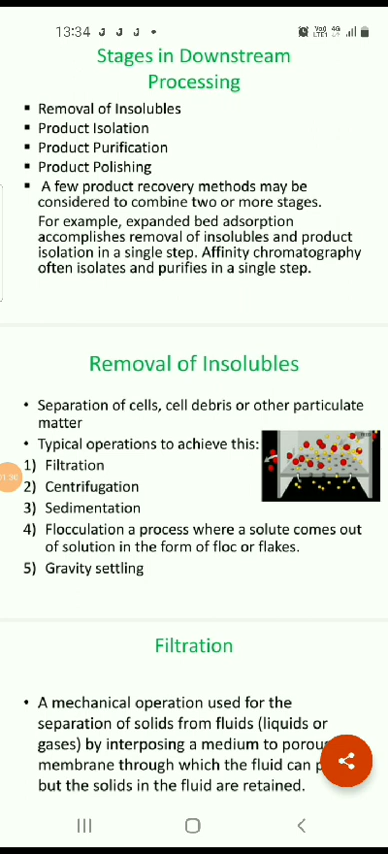 13:34
Stages in Downstream
Processing
▪ Removal of Insolubles
▪ Product Isolation
▪ Product Purification
▪ Product Polishing
▪ A few product recovery methods may be
considered to combine two or more stages.
For example, expanded bed adsorption
accomplishes removal of insolubles and product
isolation in a single step. Affinity chromatography
often isolates and purifies in a single step.
Removal of Insolubles
• Separation of cells, cell debris or other particulate
matter
• Typical operations to achieve this:
1) Filtration
2) Centrifugation
3) Sedimentation
4) Flocculation a process where a solute comes out
of solution in the form of floc or flakes.
5) Gravity settling
Filtration
• A mechanical operation used for the
separation of solids from fluids (liquids or
gases) by interposing a medium to
membrane through which the fluid can
but the solids in the fluid are retained.